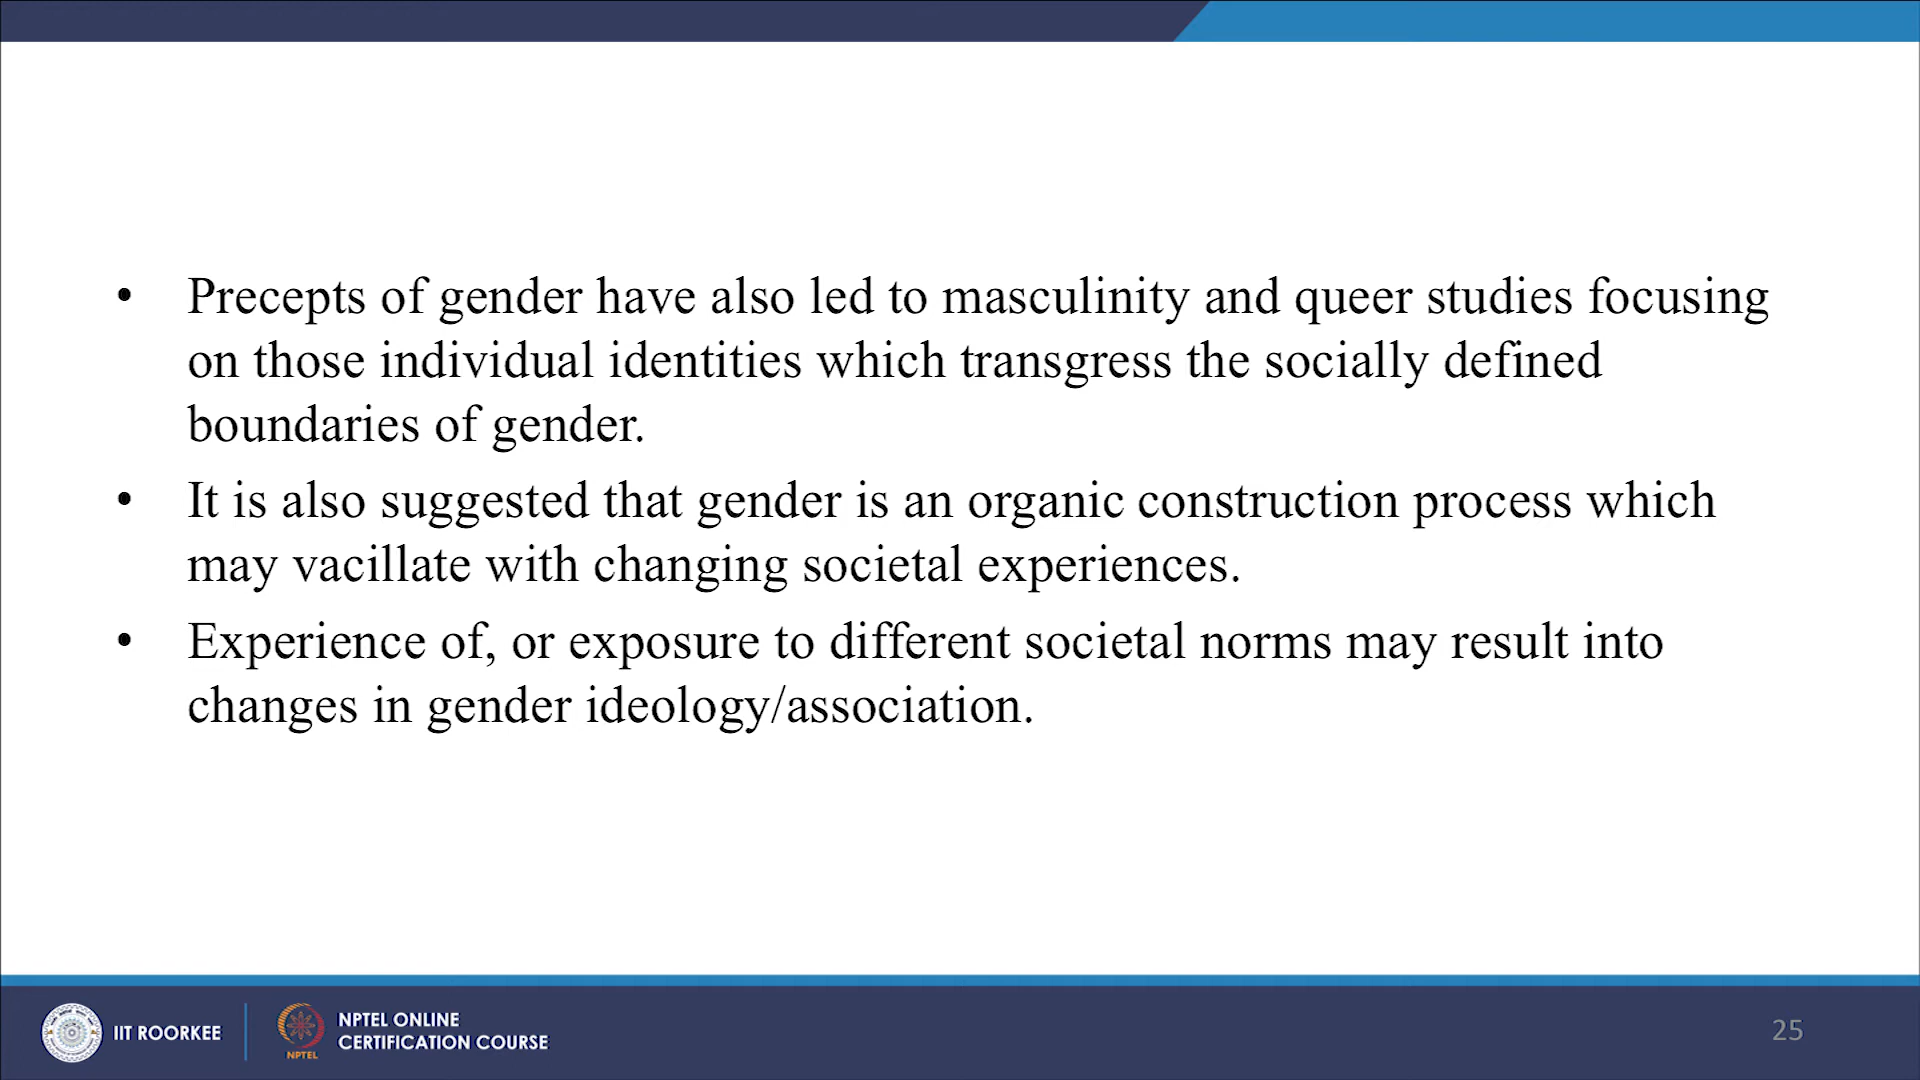 • Precepts of gender have also led to masculinity and queer studies focusing
on those individual identities which transgress the socially defined
boundaries of gender.
• It is also suggested that gender is an organic construction process which
may vacillate with changing societal experiences.
• Experience of, or exposure to different societal norms may result into
changes in gender ideology/association.
IIT ROORKEE
NPTEL
NPTEL ONLINE
CERTIFICATION COURSE
25